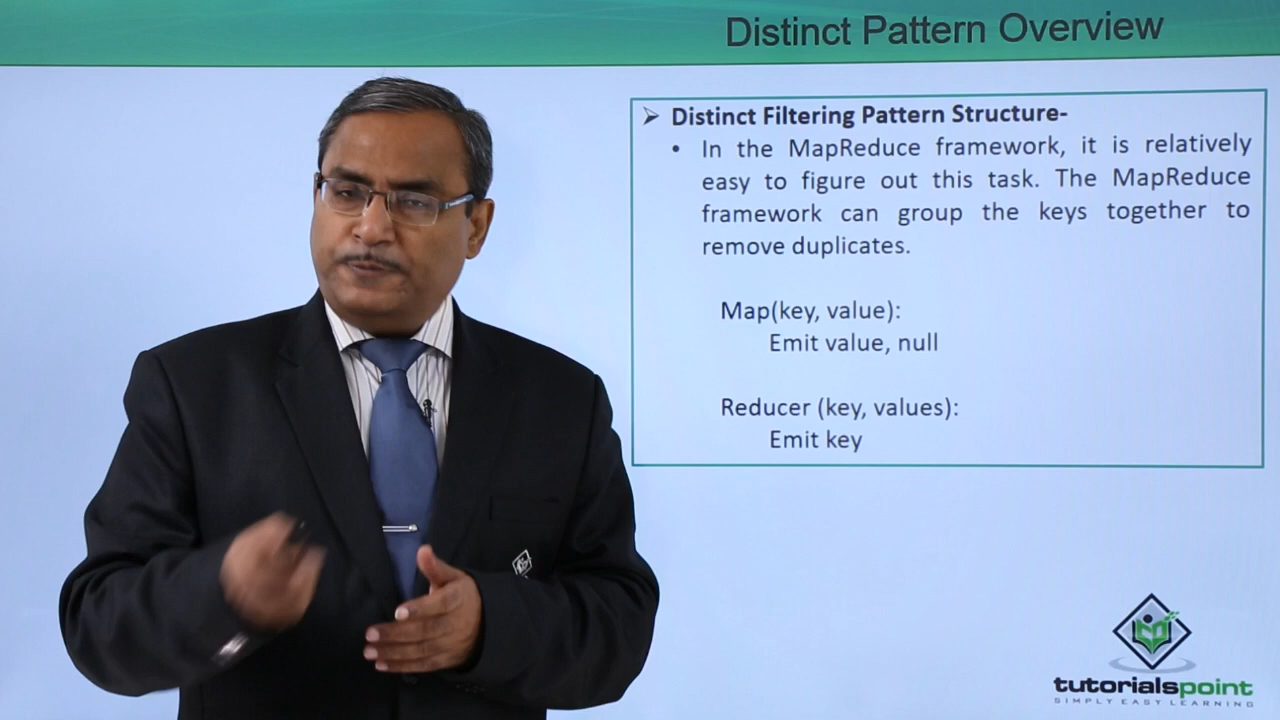 Distinct Pattern Overview
➢ Distinct Filtering Pattern Structure-
• In the MapReduce framework, it is relatively
easy to figure out this task. The MapReduce
framework can group the keys together to
remove duplicates.
Map(key, value):
Emit value, null
Reducer (key, values):
Emit key
tutorialspoint
SIMPLY EASY LEARNING